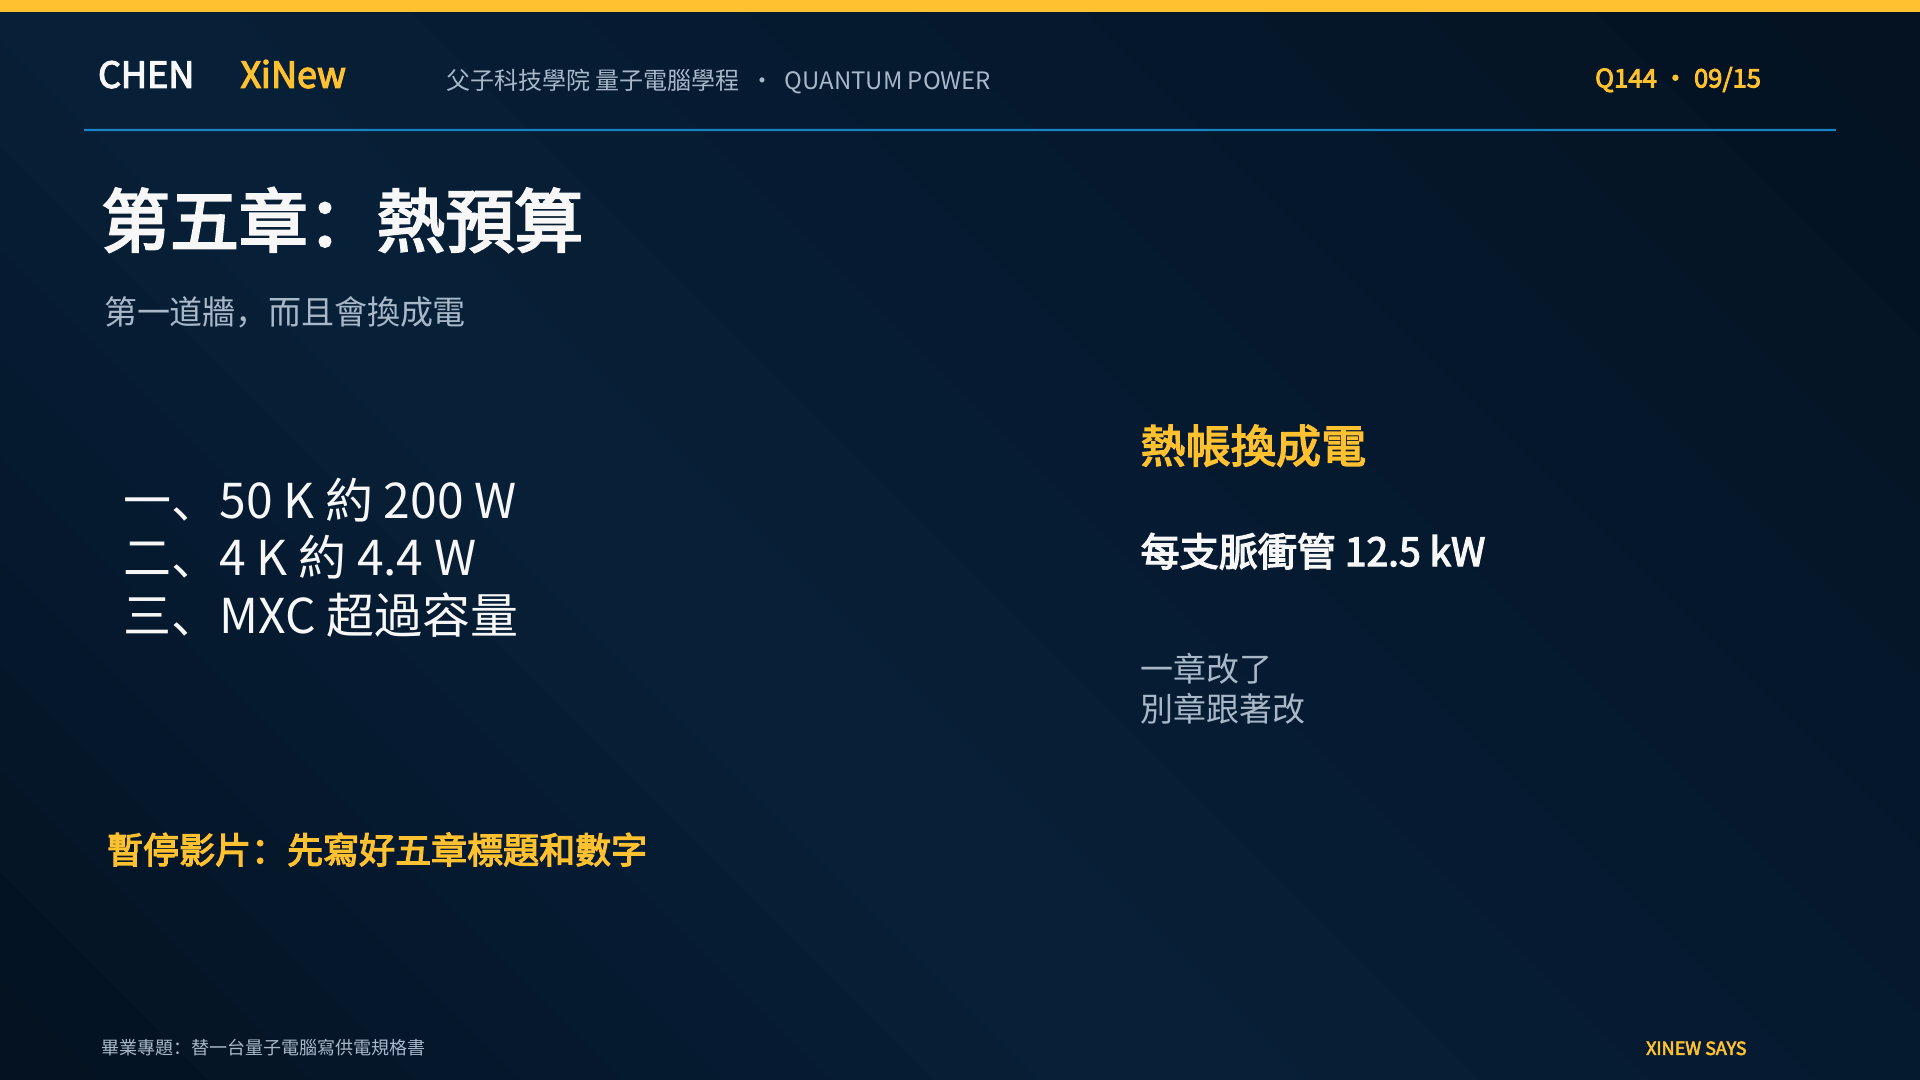 CHEN XiNew 父子科技學院 量子電腦學程 · QUANTUM POWER Q144 · 09/15
第五章：熱預算
第一道牆，而且會換成電
熱帳換成電
一、50 K 約 200 W
二、4 K 約 4.4 W
三、MXC 超過容量
每支脈衝管 12.5 kW
一章改了
別章跟著改
暫停影片：先寫好五章標題和數字
畢業專題：替一台量子電腦寫供電規格書
XINEW SAYS